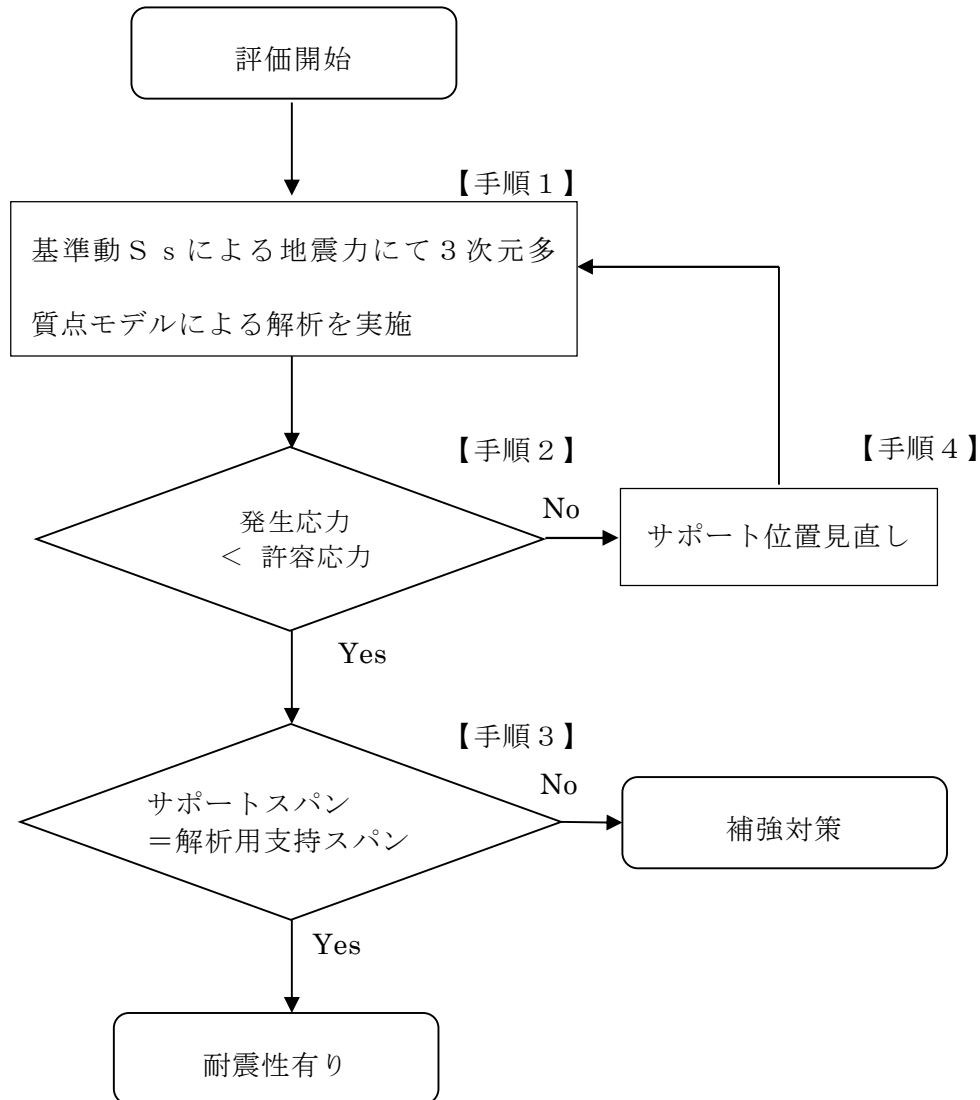 評価開始
【手順１】
基準動Ｓｓによる地震力にて３次元多
質点モデルによる解析を実施
【手順２】
【手順４】
発生応力
< 許容応力
No
サポート位置見直し
Yes
【手順３】
サポートスパン
＝解析用支持スパン
No
補強対策
Yes
耐震性有り